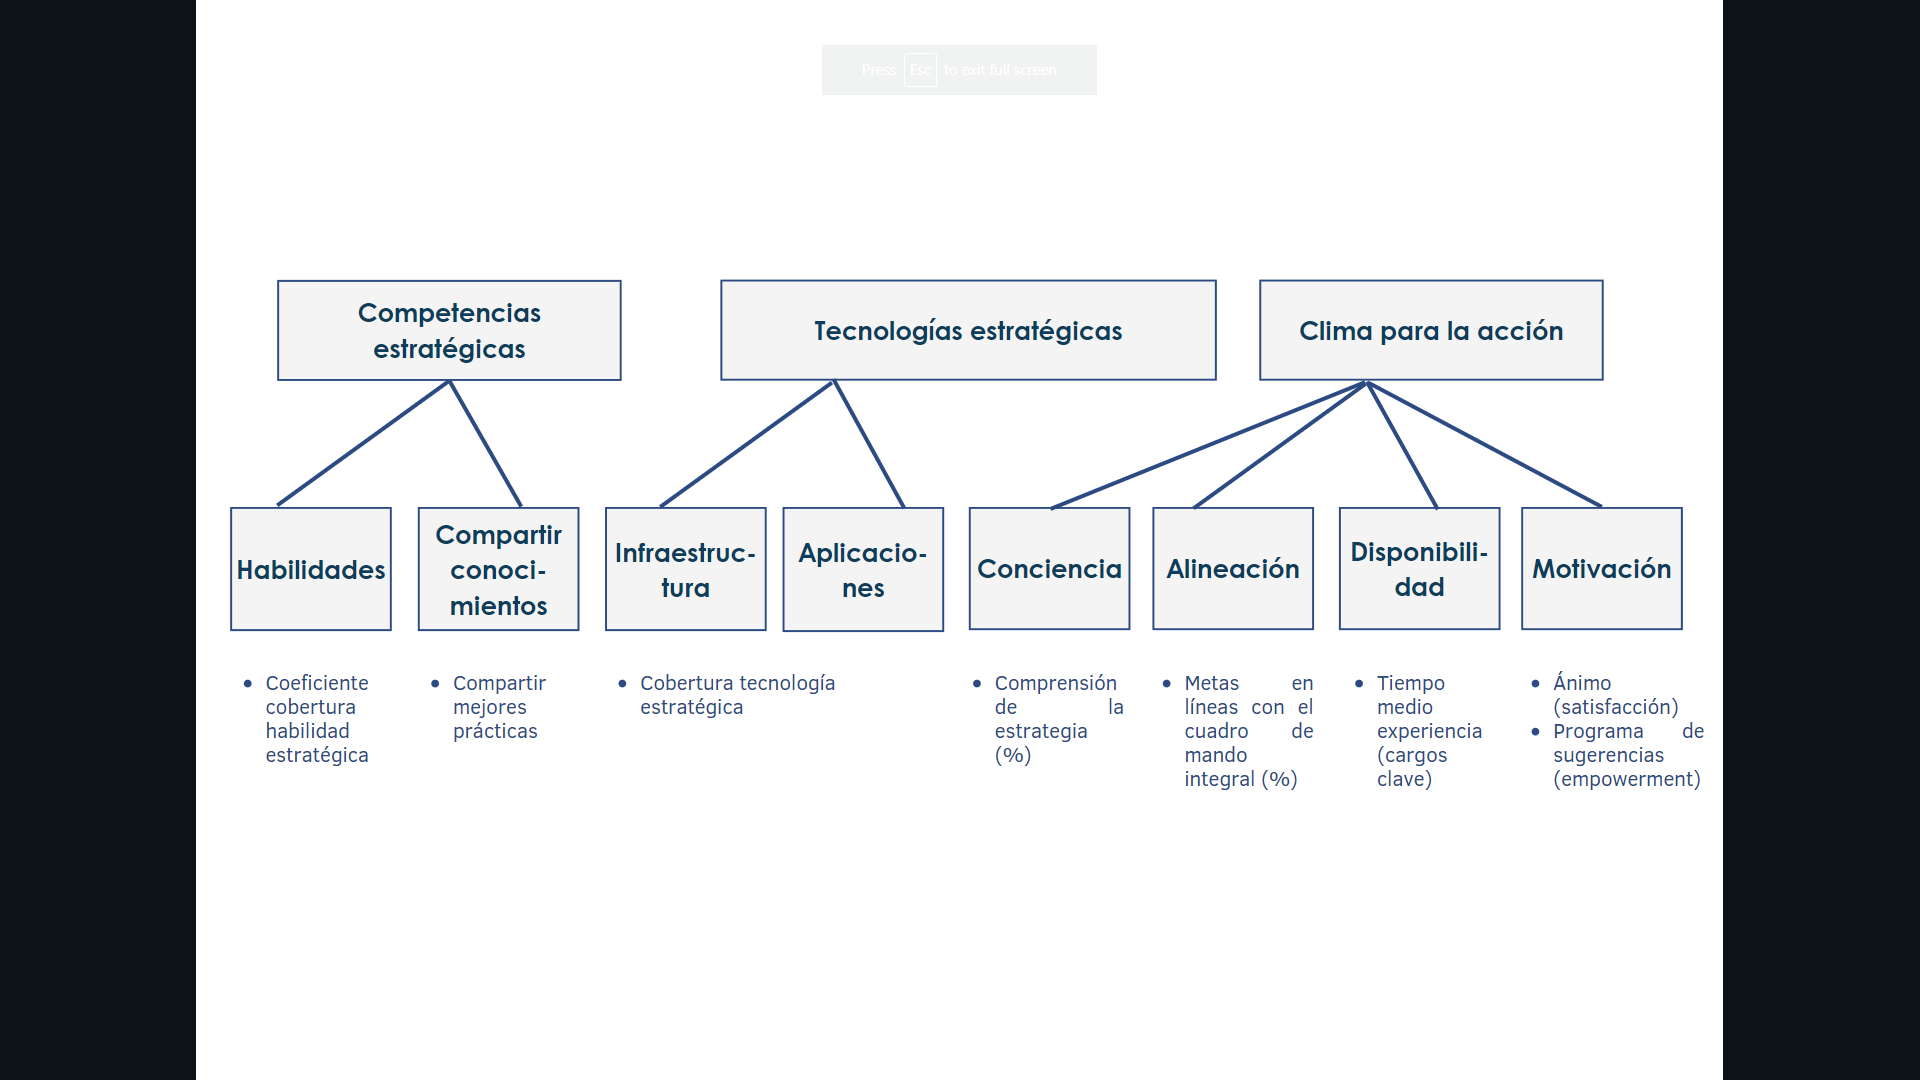 Press Esc to exit full screen
Competencias
estratégicas
Tecnologías estratégicas
Clima para la acción
Habilidades
Compartir
conoci-
mientos
Infraestruc-
tura
Aplicacio-
nes
Conciencia
Alineación
Disponibili-
dad
Motivación
• Coeficiente
cobertura
habilidad
estratégica
• Compartir
mejores
prácticas
• Cobertura tecnología
estratégica
• Comprensión
de la
estrategia
(%)
• Metas en
líneas con el
cuadro de
mando
integral (%)
• Tiempo
medio
experiencia
(cargos
clave)
• Ánimo
(satisfacción)
• Programa de
sugerencias
(empowerment)